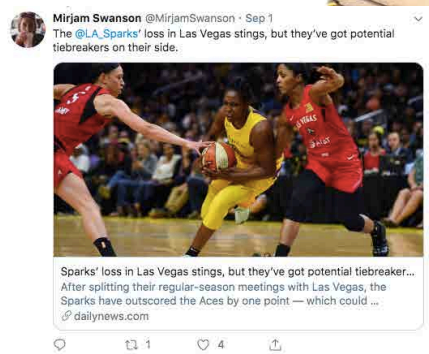 Mirjam Swanson @MirjamSwanson · Sep 1
The @LA_Sparks' loss in Las Vegas stings, but they've got potential
tiebreakers on their side.
VEGAS
Sparks' loss in Las Vegas stings, but they've got potential tiebreaker...
After splitting their regular-season meetings with Las Vegas, the
Sparks have outscored the Aces by one point — which could ...
dailynews.com
1
4